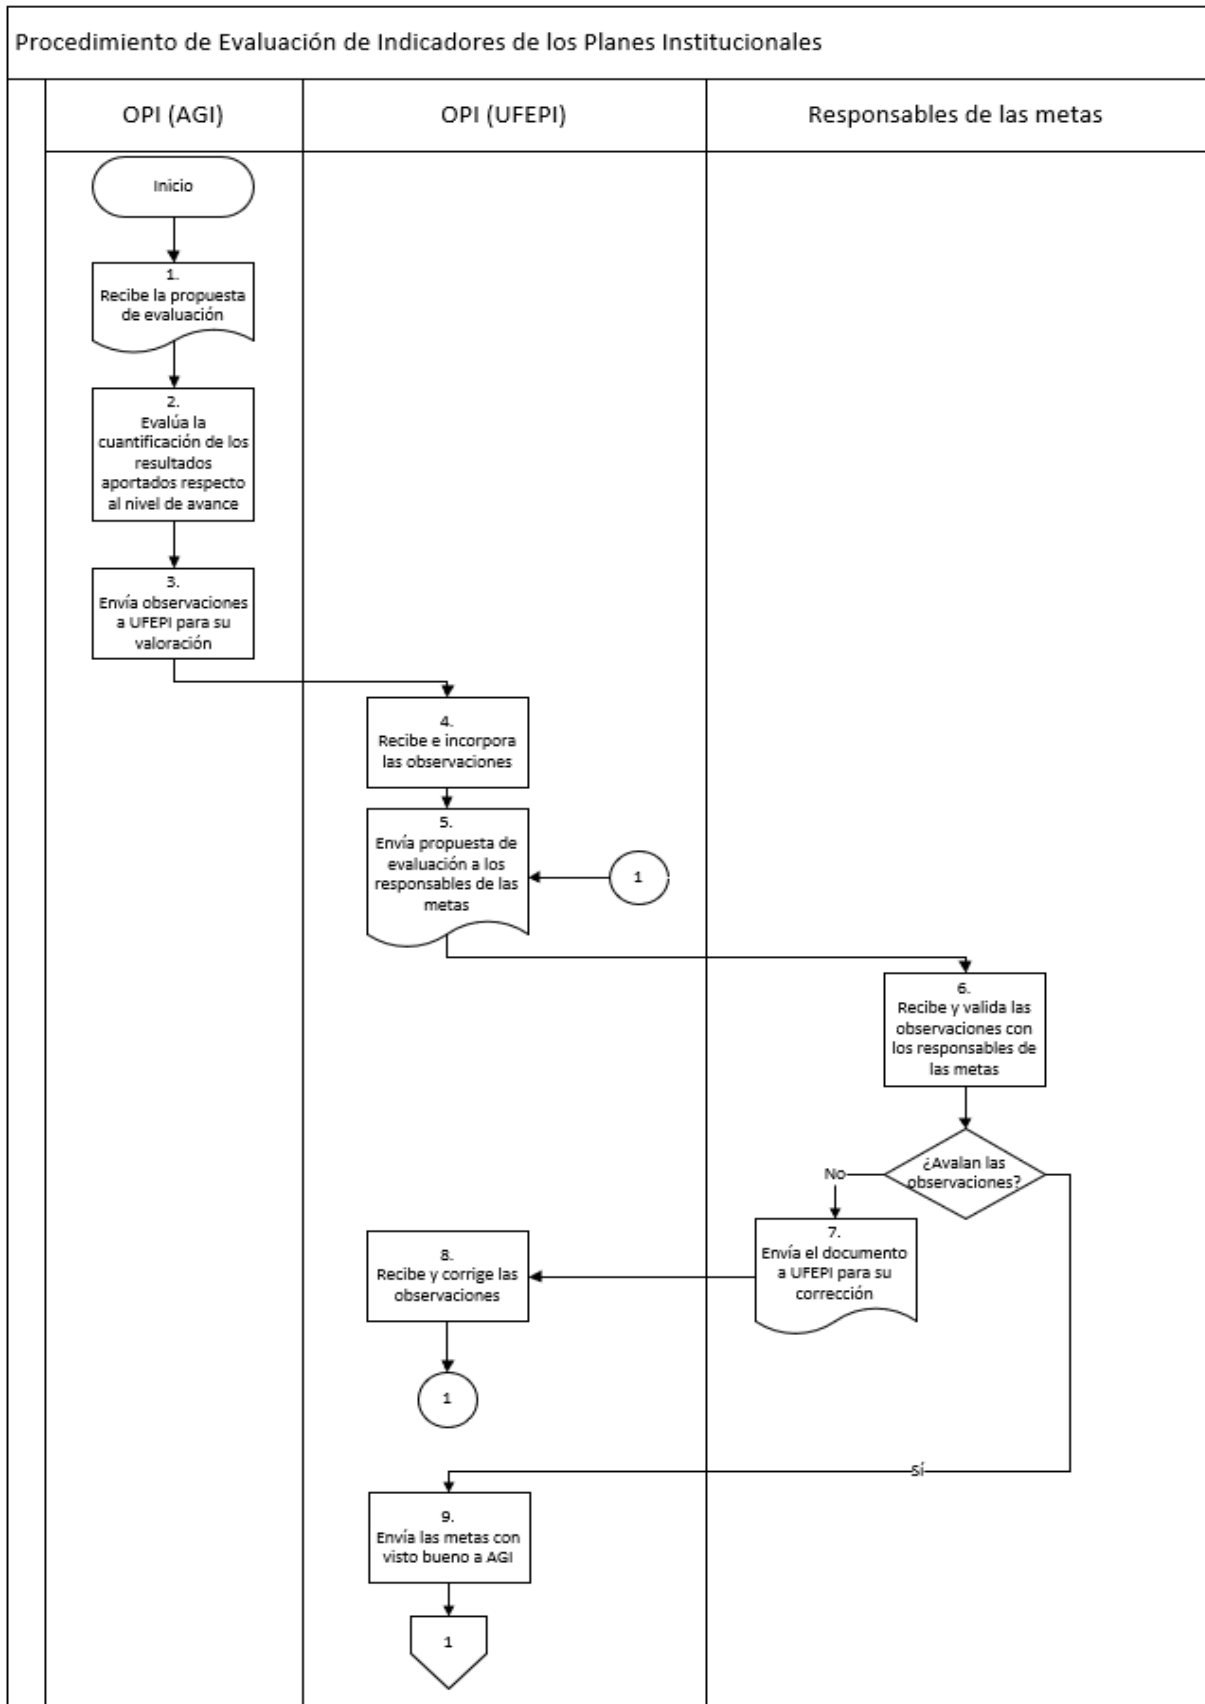 Procedimiento de Evaluación de Indicadores de los Planes Institucionales
OPI (AGI)
OPI (UFEPI)
Responsables de las metas
Inicio
1.
Recibe la propuesta
de evaluación
2.
Evalúa la
cuantificación de los
resultados
aportados respecto
al nivel de avance
3.
Envía observaciones
a UFEPI para su
valoración
4.
Recibe e incorpora
las observaciones
5.
Envía propuesta de
evaluación a los
responsables de las
metas
1
6.
Recibe y valida las
observaciones con
los responsables de
las metas
¿Avalan las
observaciones?
No
7.
Envía el documento
a UFEPI para su
corrección
8.
Recibe y corrige las
observaciones
1
Sí
9.
Envía las metas con
visto bueno a AGI
1